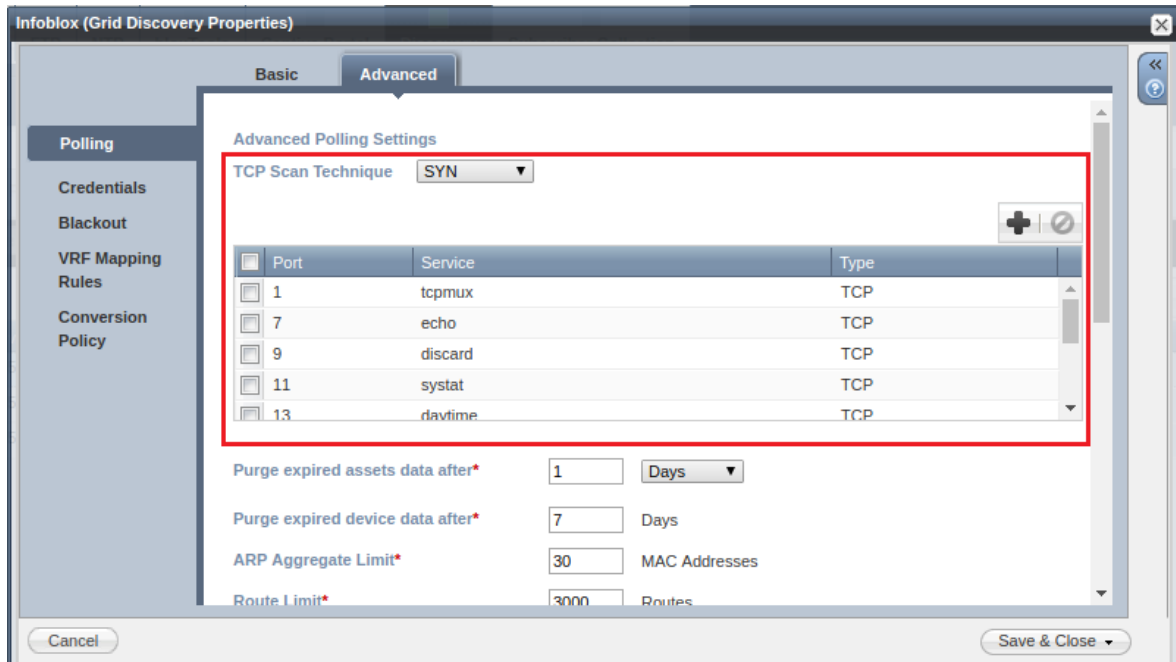 Infoblox (Grid Discovery Properties)
Basic Advanced
Polling
Credentials
Blackout
VRF Mapping
Rules
Conversion
Policy
Advanced Polling Settings
TCP Scan Technique SYN
Port Service Type
1 tcpmux TCP
7 echo TCP
9 discard TCP
11 systat TCP
13 daytime TCP
Purge expired assets data after* 1 Days
Purge expired device data after* 7 Days
ARP Aggregate Limit* 30 MAC Addresses
Route Limit* 3000 Routes
Cancel Save & Close